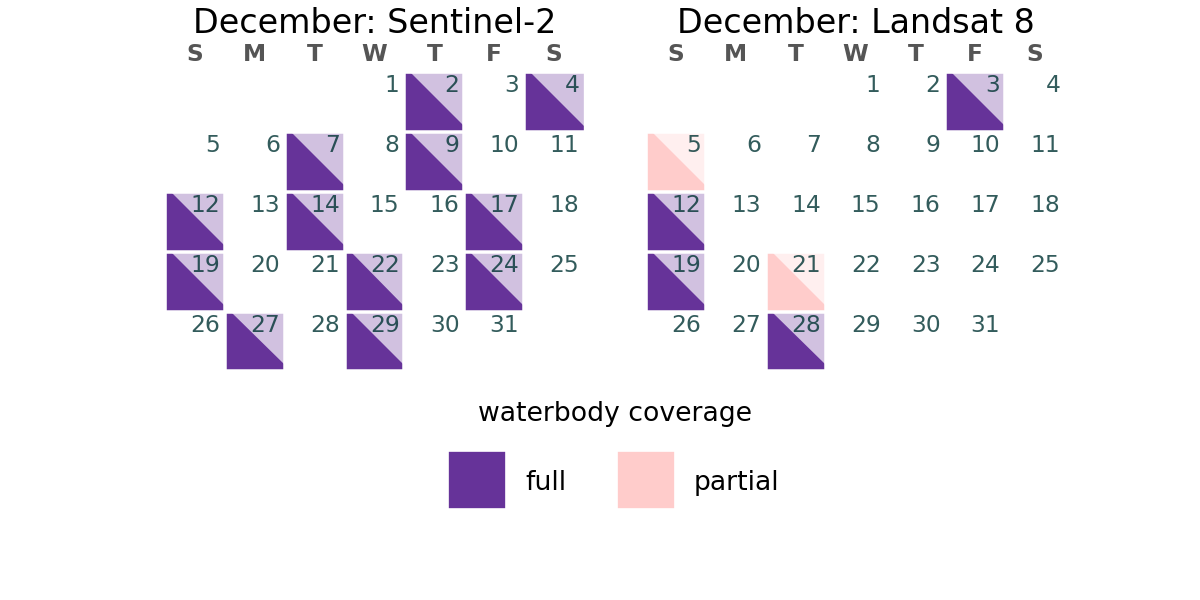 December: Sentinel-2
S M T W T F S
1 2 3 4
5 6 7 8 9 10 11
12 13 14 15 16 17 18
19 20 21 22 23 24 25
26 27 28 29 30 31
December: Landsat 8
S M T W T F S
1 2 3 4
5 6 7 8 9 10 11
12 13 14 15 16 17 18
19 20 21 22 23 24 25
26 27 28 29 30 31
waterbody coverage
full partial